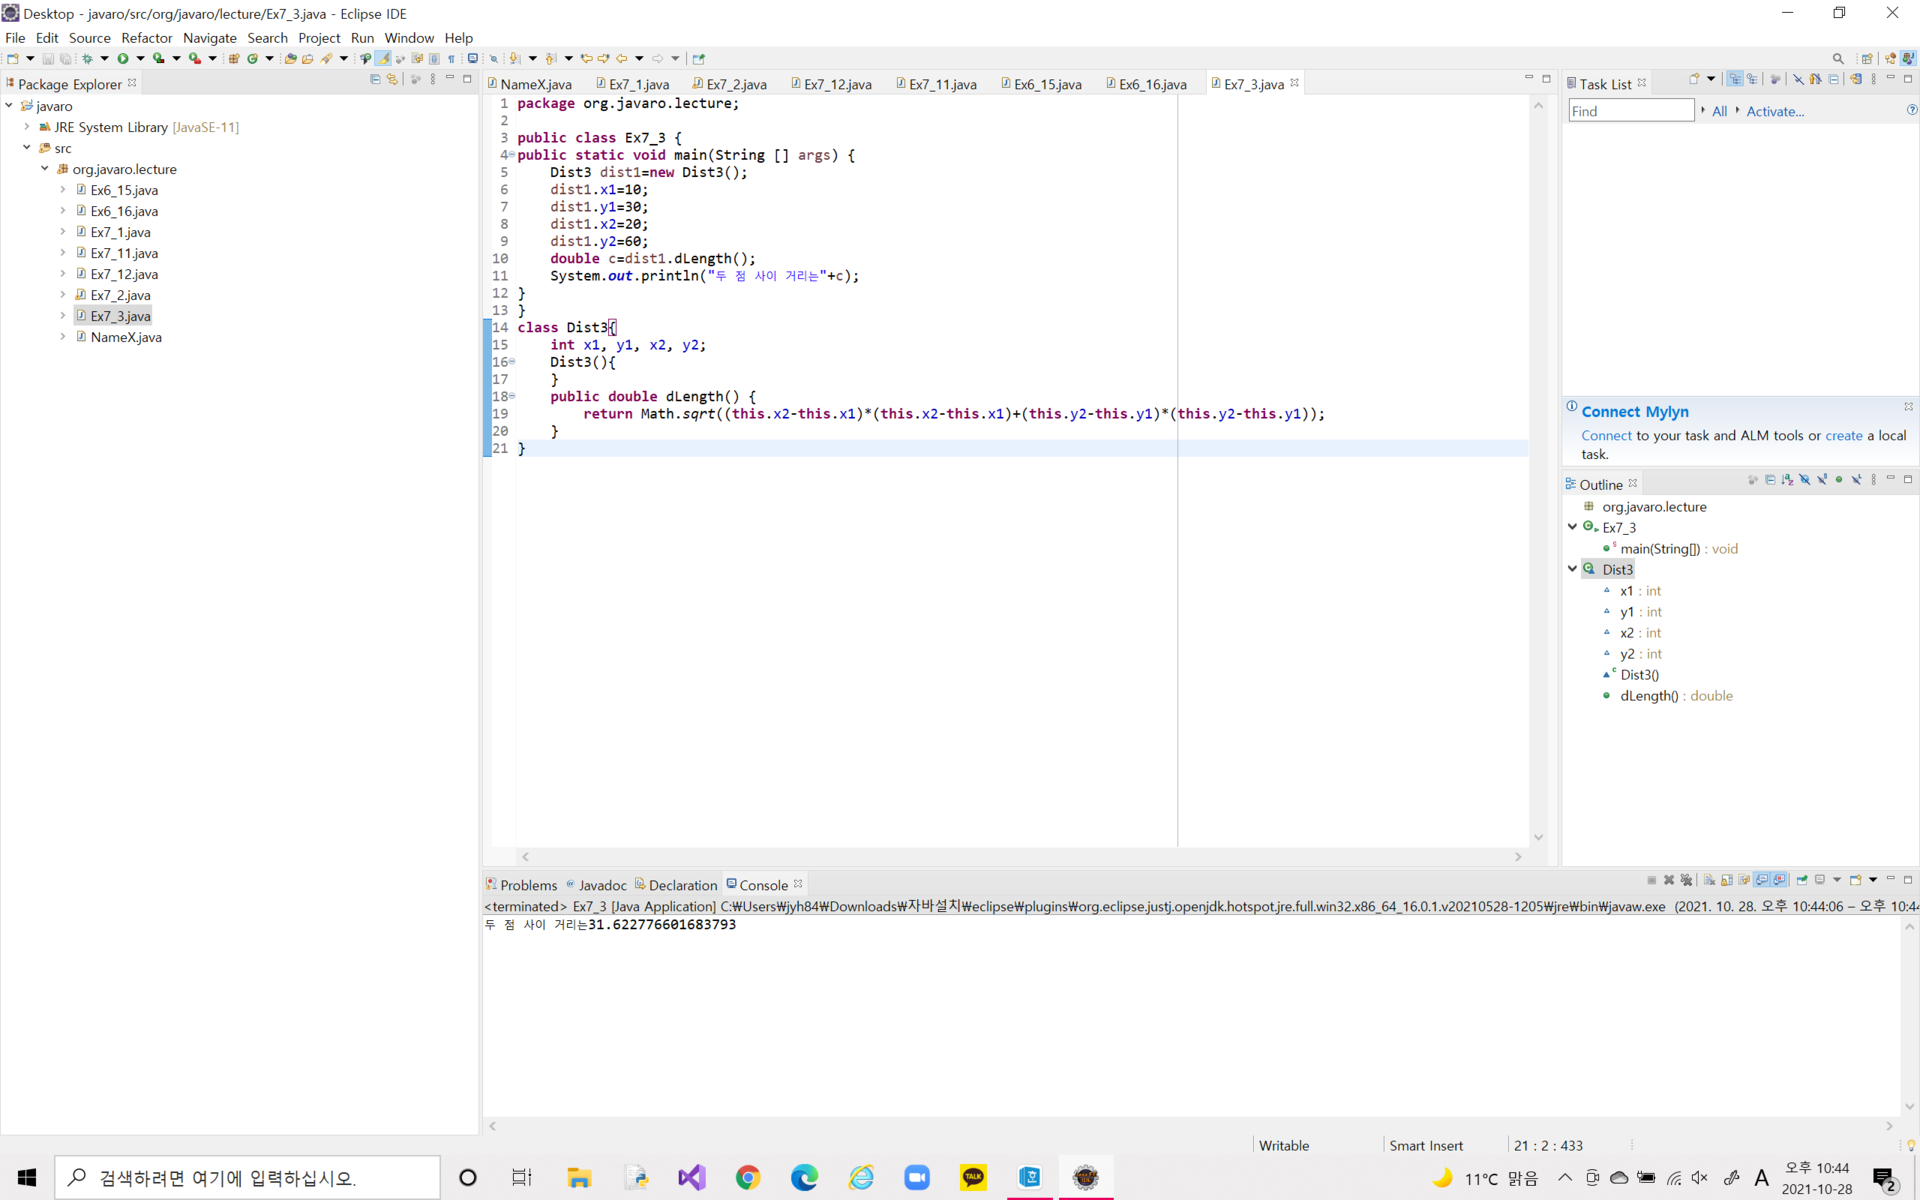 Desktop - javaro/src/org/javaro/lecture/Ex7_3.java - Eclipse IDE
File Edit Source Refactor Navigate Search Project Run Window Help
Package Explorer
javaro
JRE System Library [JavaSE-11]
src
org.javaro.lecture
Ex6_15.java
Ex6_16.java
Ex7_1.java
Ex7_11.java
Ex7_12.java
Ex7_2.java
Ex7_3.java
NameX.java
NameX.java Ex7_1.java Ex7_2.java Ex7_12.java Ex7_11.java Ex6_15.java Ex6_16.java Ex7_3.java
1 package org.javaro.lecture;
2
3 public class Ex7_3 {
4 public static void main(String [] args) {
5 Dist3 dist1=new Dist3();
6 dist1.x1=10;
7 dist1.y1=30;
8 dist1.x2=20;
9 dist1.y2=60;
10 double c=dist1.dLength();
11 System.out.println("두 점 사이 거리는"+c);
12 }
13 }
14 class Dist3{
15 int x1, y1, x2, y2;
16 Dist3(){
17 }
18 public double dLength() {
19 return Math.sqrt((this.x2-this.x1)*(this.x2-this.x1)+(this.y2-this.y1)*(this.y2-this.y1));
20 }
21 }
Task List
Find All Activate...
Connect Mylyn
Connect to your task and ALM tools or create a local
task.
Outline
org.javaro.lecture
Ex7_3
main(String[]) : void
Dist3
x1 : int
y1 : int
x2 : int
y2 : int
Dist3()
dLength() : double
Problems Javadoc Declaration Console
<terminated> Ex7_3 [Java Application] C:₩Users₩jyh84₩Downloads₩자바설치₩eclipse₩plugins₩org.eclipse.justj.openjdk.hotspot.jre.full.win32.x86_64_16.0.1.v20210528-1205₩jre₩bin₩javaw.exe (2021. 10. 28. 오후 10:44:06 – 오후 10:44
두 점 사이 거리는31.622776601683793
Writable Smart Insert 21 : 2 : 433
검색하려면 여기에 입력하십시오.
TALK
11°C 맑음
A
오후 10:44
2021-10-28
2